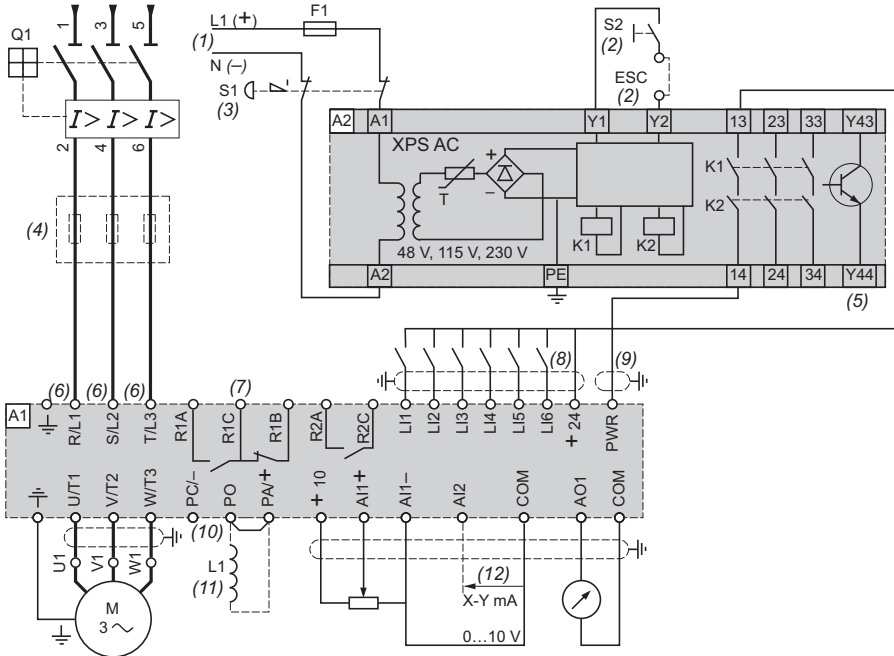 1 3 5
Q1
I> I> I>
2 4 6
(4)
L1 (+)
F1
(1)
N (–)
S1
(3)
S2
(2)
ESC
(2)
A2 A1 Y1 Y2 13 23 33 Y43
XPS AC
+
–
T
K1
K2
K1 K2
48 V, 115 V, 230 V
A2 PE 14 24 34 Y44
(5)
(8) (9)
(6) (6) (6) (7)
A1
R/L1 S/L2 T/L3 R1A R1C R1B R2A R2C LI1 LI2 LI3 LI4 LI5 LI6 + 24 PWR
U/T1 V/T2 W/T3 PC/– PO PA/+ + 10 AI1+ AI1– AI2 COM AO1 COM
(10)
U1 V1 W1
L1
(11)
(12)
X-Y mA
M
3 ~
0...10 V